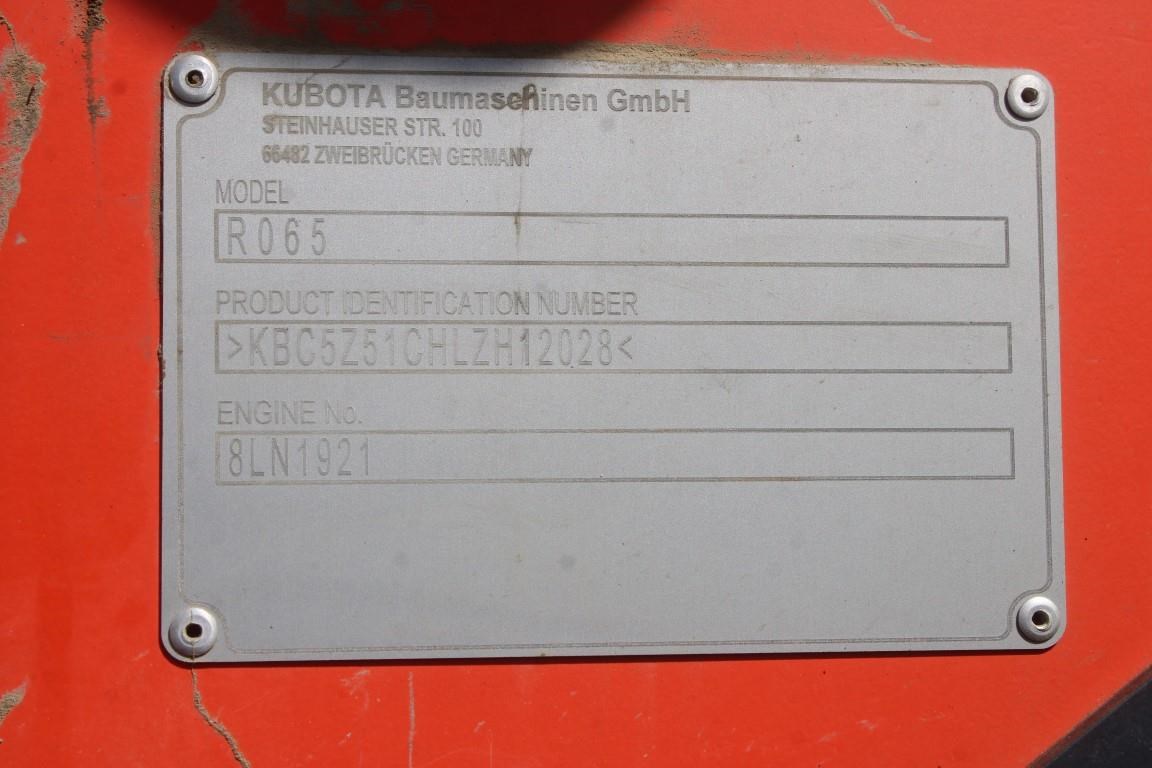 KUBOTA Baumaschinen GmbH
STEINHAUSER STR. 100
66482 ZWEIBRÜCKEN GERMANY
MODEL
R065
PRODUCT IDENTIFICATION NUMBER
>KBC5Z51CHLZH12028<
ENGINE No.
8LN1921